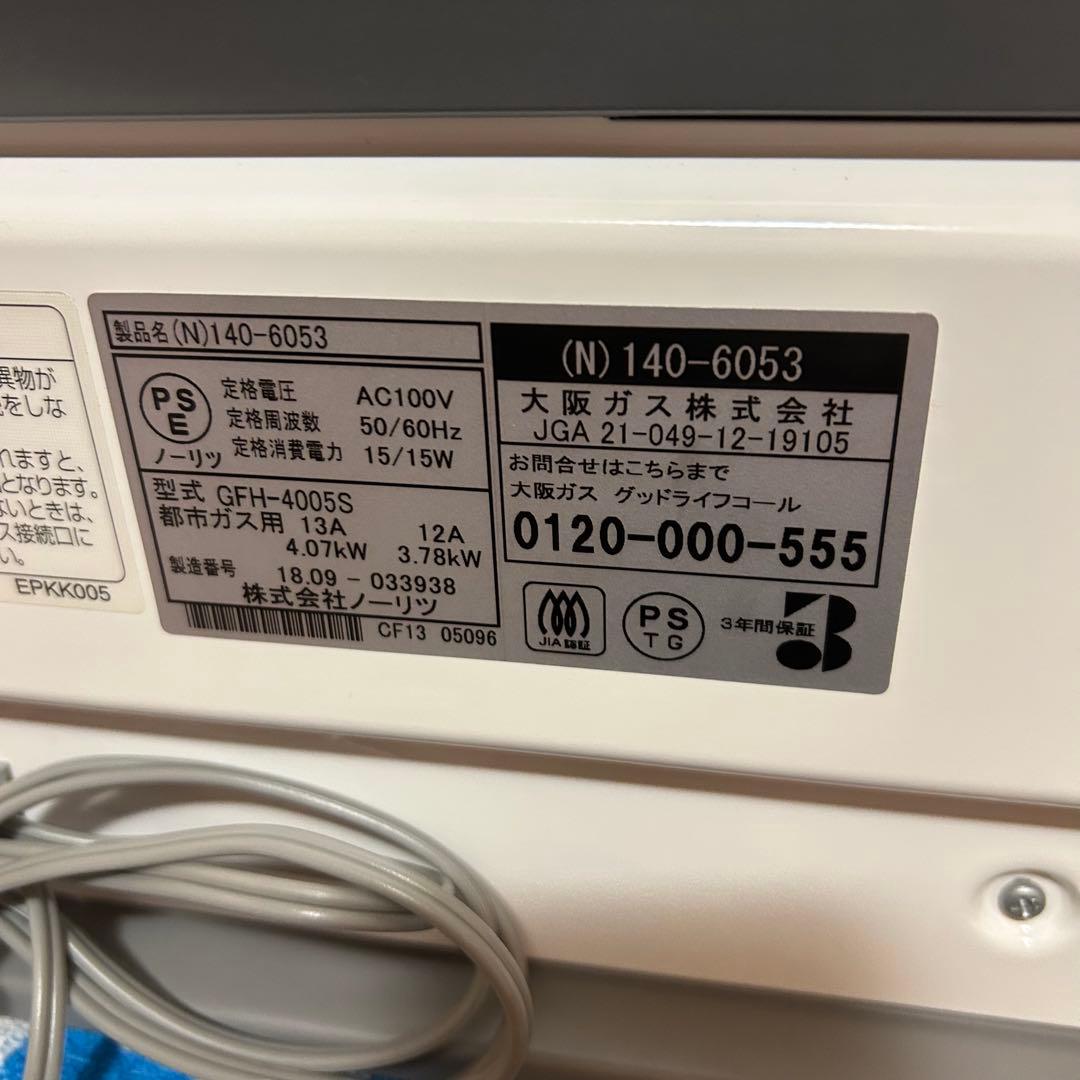 異物が
をしな
れますと、
となります。
ないときは、
ス接続口に
い。
EPKK005
製品名(N)140-6053
PS
E
ノーリツ
定格電圧 AC100V
定格周波数 50/60Hz
定格消費電力 15/15W
型式 GFH-4005S
都市ガス用 13A 12A
4.07kW 3.78kW
製造番号 18.09-033938
株式会社ノーリツ
CF13 05096
(N)140-6053
大阪ガス株式会社
JGA 21-049-12-19105
お問合せはこちらまで
大阪ガス グッドライフコール
0120-000-555
JIA認証
PS
TG
3年間保証
3